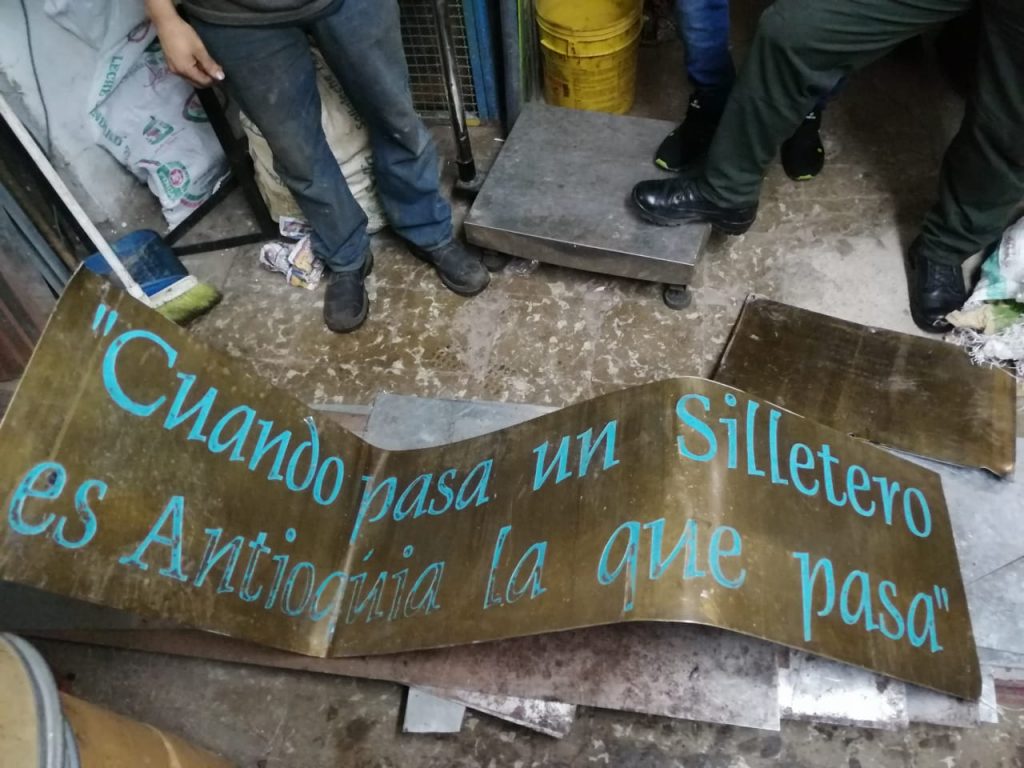 "Cuando pasa un Silletero
es Antioquia la que pasa"